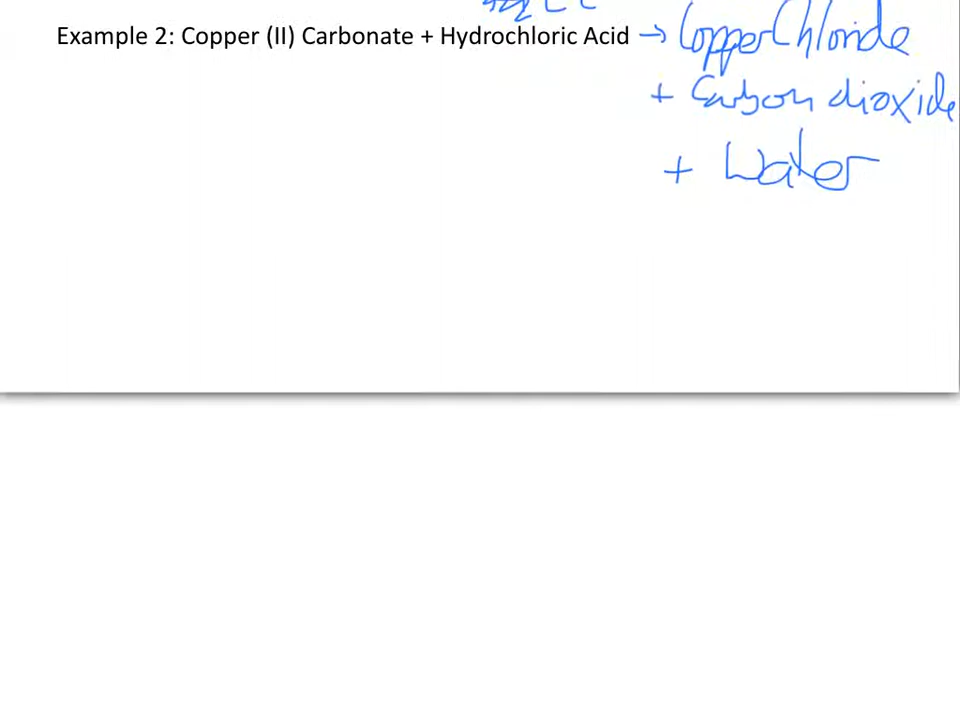 Example 2: Copper (II) Carbonate + Hydrochloric Acid → Copper Chloride
+ Carbon dioxide
+ Water